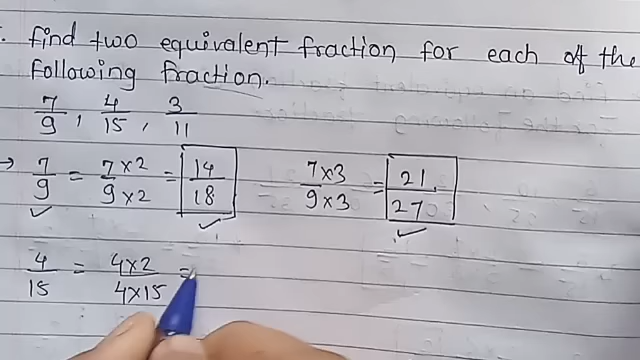 . find two equivalent fraction for each of the
following fraction.
7/9, 4/15, 3/11
→ 7/9 = 7×2/9×2 = 14/18 7×3/9×3 = 21/270
4/15 = 4×2/4×15 =